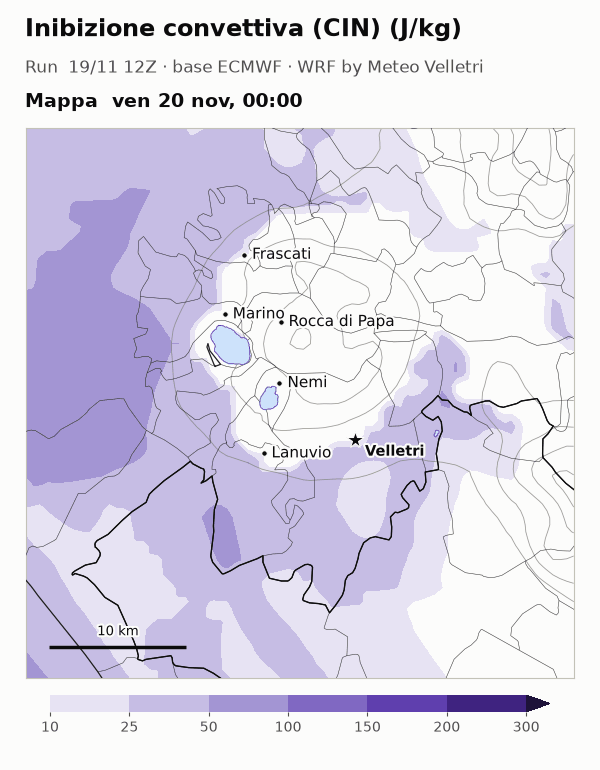 Inibizione convettiva (CIN) (J/kg)
Run 19/11 12Z · base ECMWF · WRF by Meteo Velletri
Mappa ven 20 nov, 00:00
Frascati
Marino
Rocca di Papa
Nemi
Velletri
Lanuvio
10 km
10 25 50 100 150 200 300